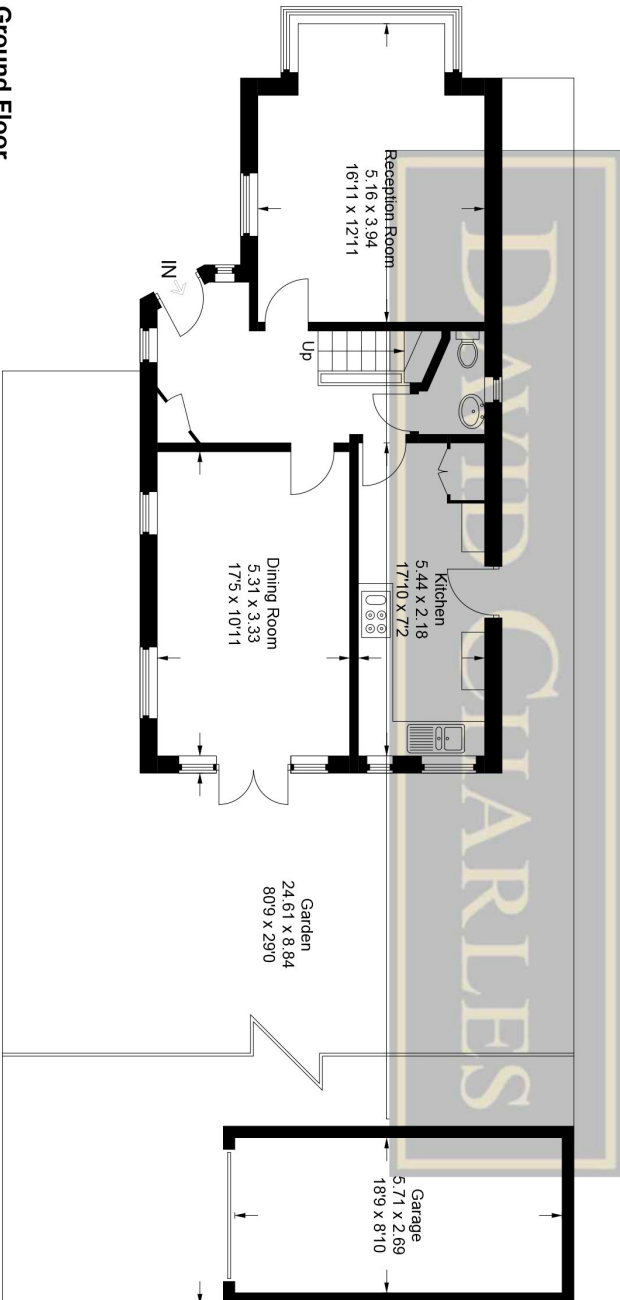 DAVID CHARLES
Reception Room
5.16 x 3.94
16'11 x 12'11
IN
Up
Kitchen
5.44 x 2.18
17'10 x 7'2
Dining Room
5.31 x 3.33
17'5 x 10'11
Garden
24.61 x 8.84
80'9 x 29'0
Garage
5.71 x 2.69
18'9 x 8'10
Ground Floor